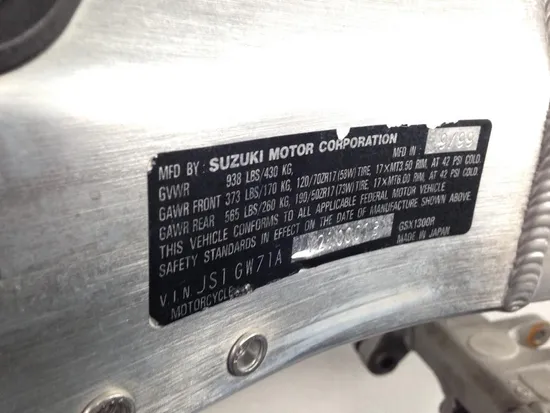 MFD BY: SUZUKI MOTOR CORPORATION MFD IN: 9/99
GVWR 938 LBS/430 KG,
GAWR FRONT 373 LBS/170 KG, 120/70ZR17(58W)TIRE, 17×MT3.50 RIM, AT 42 PSI COLD.
GAWR REAR 565 LBS/260 KG, 190/50ZR17(73W)TIRE, 17×MT6.00 RIM, AT 42 PSI COLD.
THIS VEHICLE CONFORMS TO ALL APPLICABLE FEDERAL MOTOR VEHICLE
SAFETY STANDARDS IN EFFECT ON THE DATE OF MANUFACTURE SHOWN ABOVE.
V.I.N. JS1GW71A GSX1300R
MOTORCYCLE MADE IN JAPAN